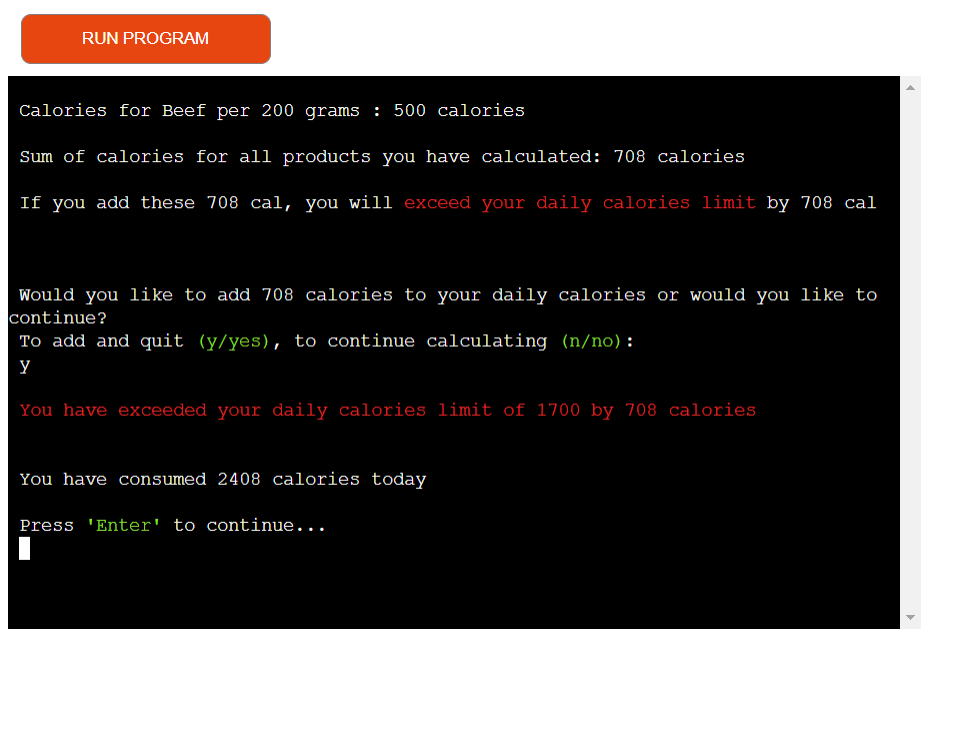 RUN PROGRAM
Calories for Beef per 200 grams : 500 calories
Sum of calories for all products you have calculated: 708 calories
If you add these 708 cal, you will exceed your daily calories limit by 708 cal
Would you like to add 708 calories to your daily calories or would you like to
continue?
To add and quit (y/yes), to continue calculating (n/no):
y
You have exceeded your daily calories limit of 1700 by 708 calories
You have consumed 2408 calories today
Press 'Enter' to continue...